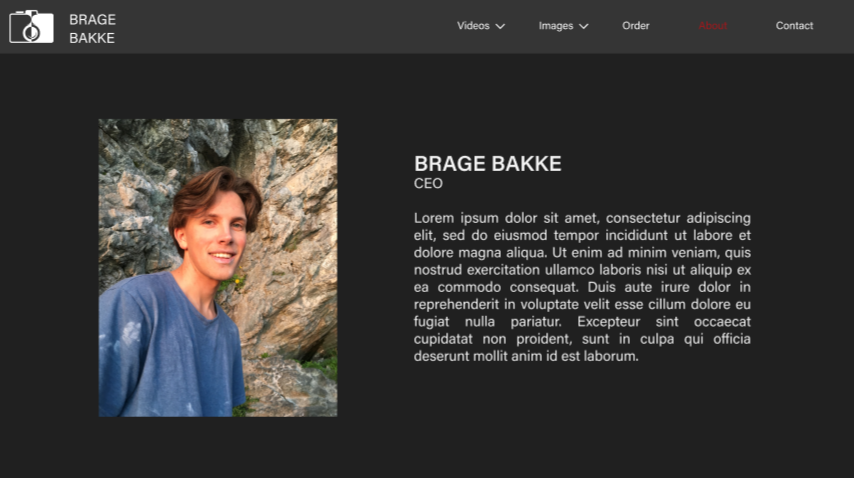 BRAGE
BAKKE
Videos Images Order About Contact
BRAGE BAKKE
CEO
Lorem ipsum dolor sit amet, consectetur adipiscing
elit, sed do eiusmod tempor incididunt ut labore et
dolore magna aliqua. Ut enim ad minim veniam, quis
nostrud exercitation ullamco laboris nisi ut aliquip ex
ea commodo consequat. Duis aute irure dolor in
reprehenderit in voluptate velit esse cillum dolore eu
fugiat nulla pariatur. Excepteur sint occaecat
cupidatat non proident, sunt in culpa qui officia
deserunt mollit anim id est laborum.